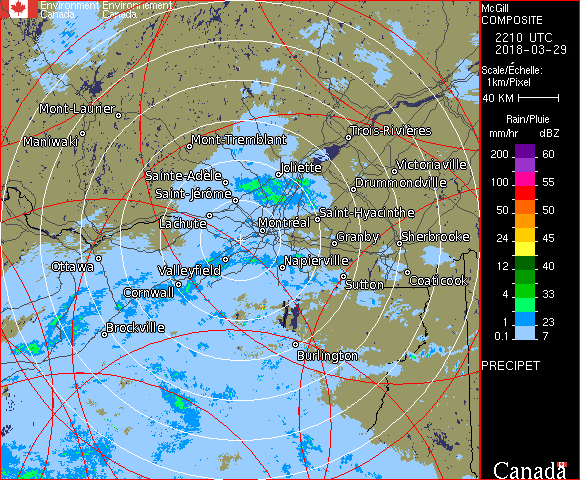 Environment Environnement
Canada Canada
McGill
COMPOSITE
2210 UTC
2018-03-29
Scale/Échelle:
1km/Pixel
40 KM
Rain/Pluie
mm/hr dBZ
200 60
100 55
50 50
24 45
12 40
4 33
1 23
0.1 7
PRECIPET
Canada
Mont-Laurier
Maniwaki
Mont-Tremblant
Trois-Rivières
Sainte-Adèle
Joliette
Victoriaville
Saint-Jérôme
Drummondville
Lachute
Montréal
Saint-Hyacinthe
Granby
Sherbrooke
Ottawa
Valleyfield
Napierville
Cornwall
Sutton
Coaticook
Brockville
Burlington